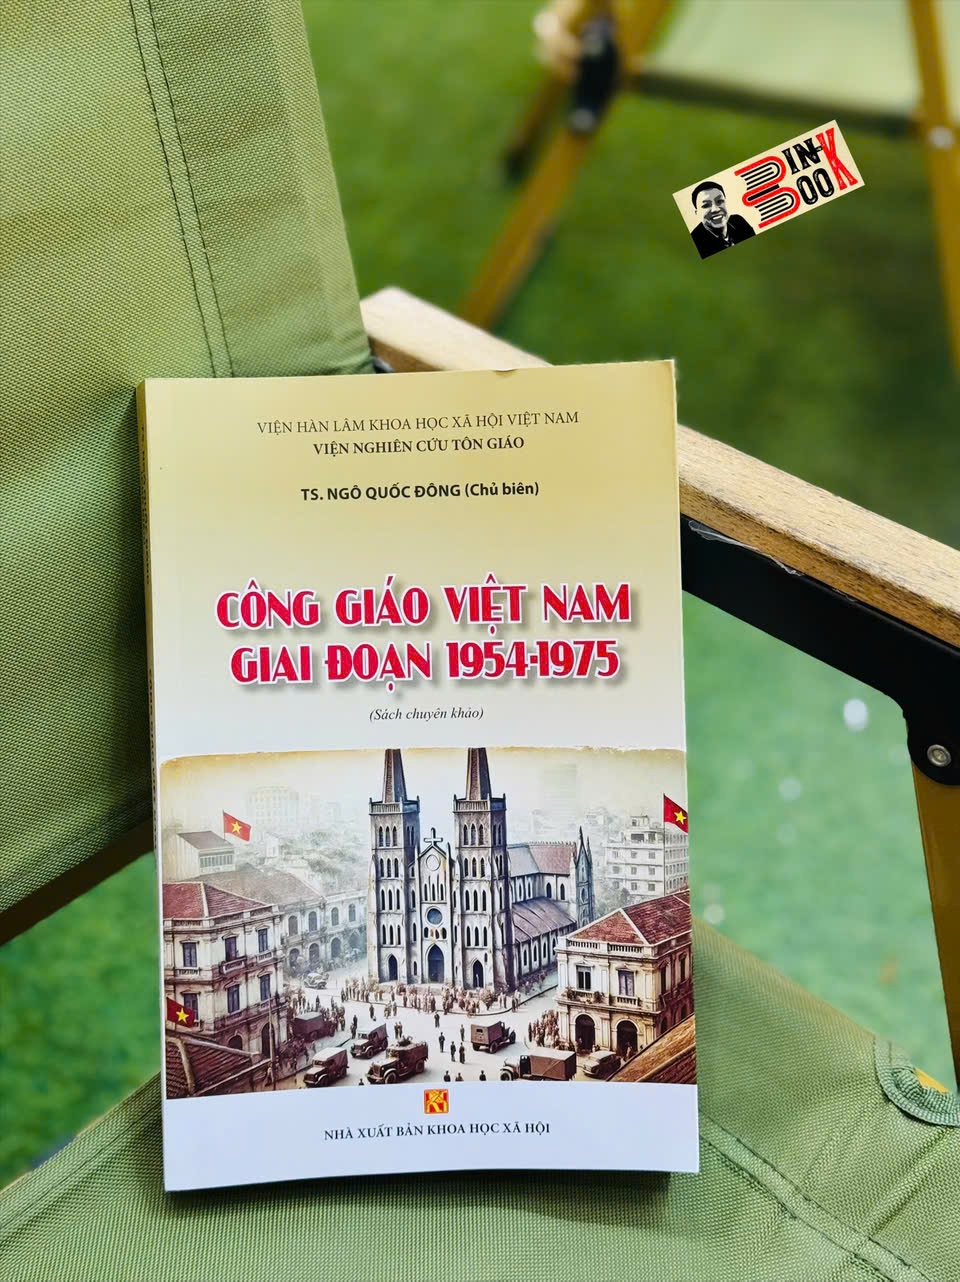 BIN-
BOOK
VIỆN HÀN LÂM KHOA HỌC XÃ HỘI VIỆT NAM
VIỆN NGHIÊN CỨU TÔN GIÁO
TS. NGÔ QUỐC ĐÔNG (Chủ biên)
CÔNG GIÁO VIỆT NAM
GIAI ĐOẠN 1954-1975
(Sách chuyên khảo)
NHÀ XUẤT BẢN KHOA HỌC XÃ HỘI